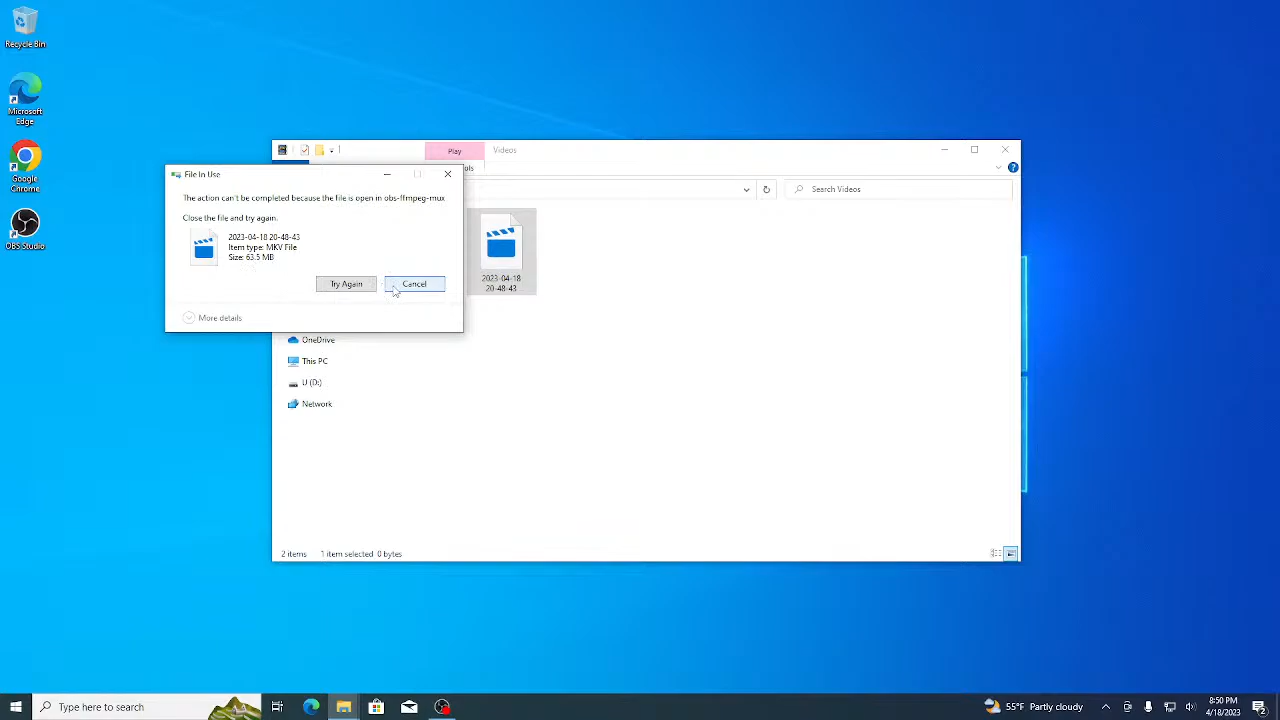 Recycle Bin
Microsoft
Edge
Google
Chrome
OBS Studio
Play
Videos
Search Videos
File In Use
The action can't be completed because the file is open in obs-ffmpeg-mux
Close the file and try again.
2023-04-18 20-48-43
Item type: MKV File
Size: 63.5 MB
Try Again
Cancel
More details
2023-04-18
20-48-43
OneDrive
This PC
U (D:)
Network
2 items
1 item selected 0 bytes
Type here to search
55°F Partly cloudy
8:50 PM
4/18/2023